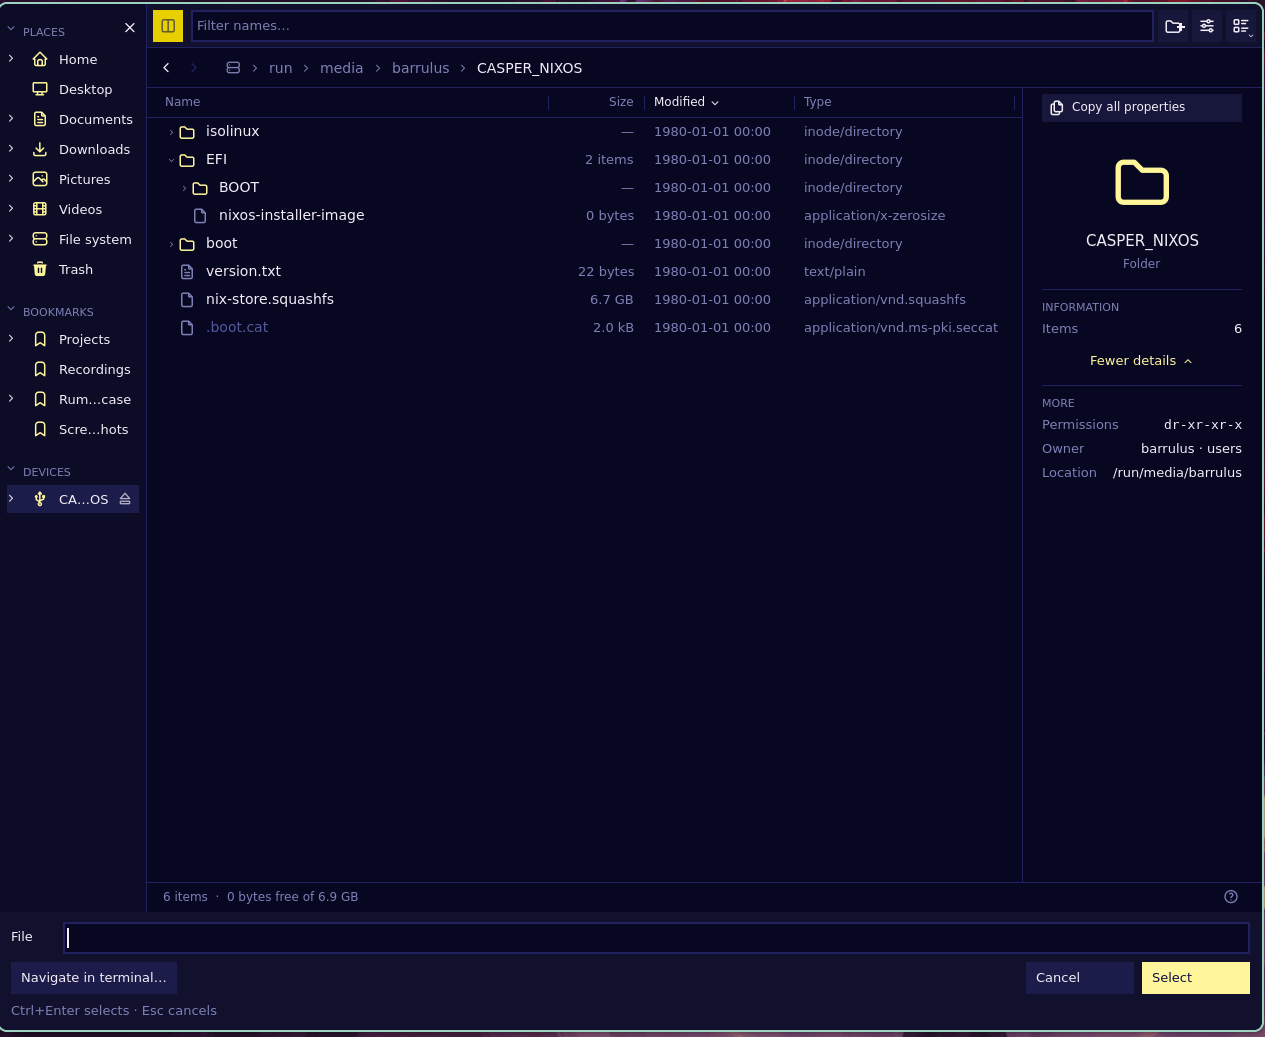 PLACES
Home
Desktop
Documents
Downloads
Pictures
Videos
File system
Trash
BOOKMARKS
Projects
Recordings
Rum...case
Scre...hots
DEVICES
CA...OS
Filter names...
run media barrulus CASPER_NIXOS
Name Size Modified Type
isolinux — 1980-01-01 00:00 inode/directory
EFI 2 items 1980-01-01 00:00 inode/directory
BOOT — 1980-01-01 00:00 inode/directory
nixos-installer-image 0 bytes 1980-01-01 00:00 application/x-zerosize
boot — 1980-01-01 00:00 inode/directory
version.txt 22 bytes 1980-01-01 00:00 text/plain
nix-store.squashfs 6.7 GB 1980-01-01 00:00 application/vnd.squashfs
.boot.cat 2.0 kB 1980-01-01 00:00 application/vnd.ms-pki.seccat
6 items · 0 bytes free of 6.9 GB
Copy all properties
CASPER_NIXOS
Folder
INFORMATION
Items 6
Fewer details
MORE
Permissions dr-xr-xr-x
Owner barrulus · users
Location /run/media/barrulus
File
Navigate in terminal... Cancel Select
Ctrl+Enter selects · Esc cancels